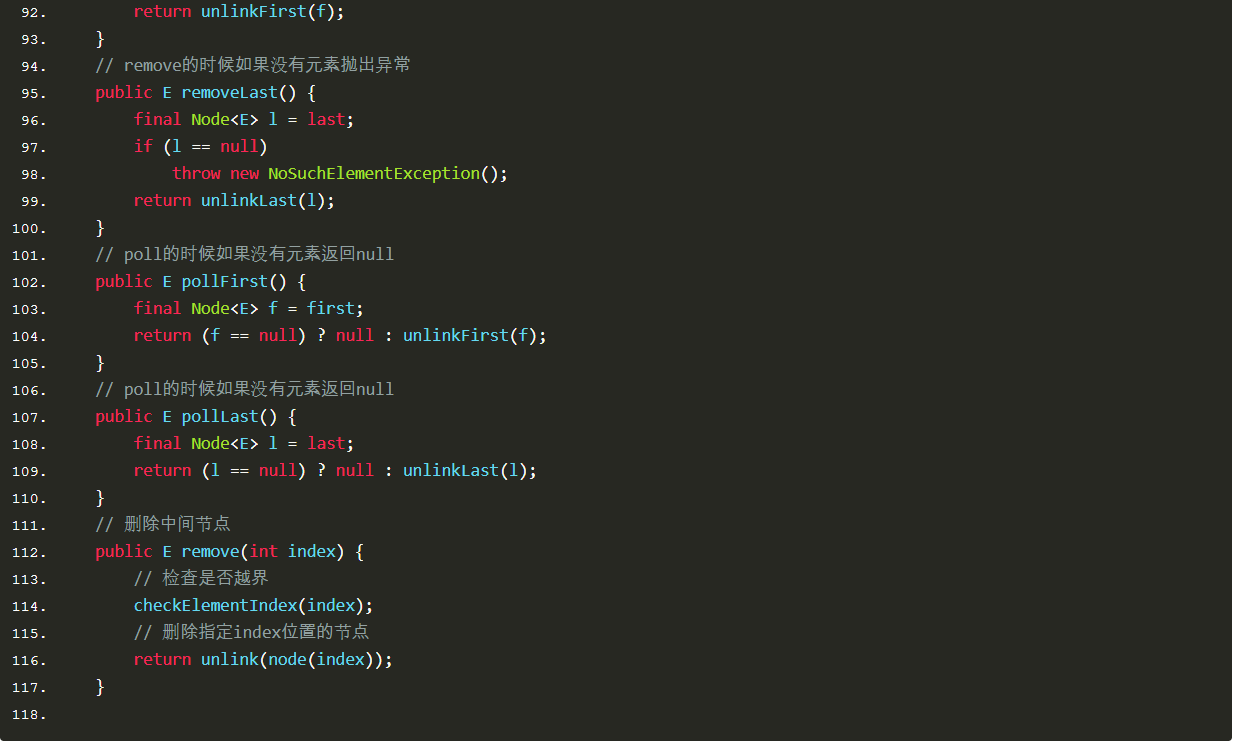 92.         return unlinkFirst(f);
93.     }
94.     // remove的时候如果没有元素抛出异常
95.     public E removeLast() {
96.         final Node<E> l = last;
97.         if (l == null)
98.             throw new NoSuchElementException();
99.         return unlinkLast(l);
100.     }
101.     // poll的时候如果没有元素返回null
102.     public E pollFirst() {
103.         final Node<E> f = first;
104.         return (f == null) ? null : unlinkFirst(f);
105.     }
106.     // poll的时候如果没有元素返回null
107.     public E pollLast() {
108.         final Node<E> l = last;
109.         return (l == null) ? null : unlinkLast(l);
110.     }
111.     // 删除中间节点
112.     public E remove(int index) {
113.         // 检查是否越界
114.         checkElementIndex(index);
115.         // 删除指定index位置的节点
116.         return unlink(node(index));
117.     }
118.